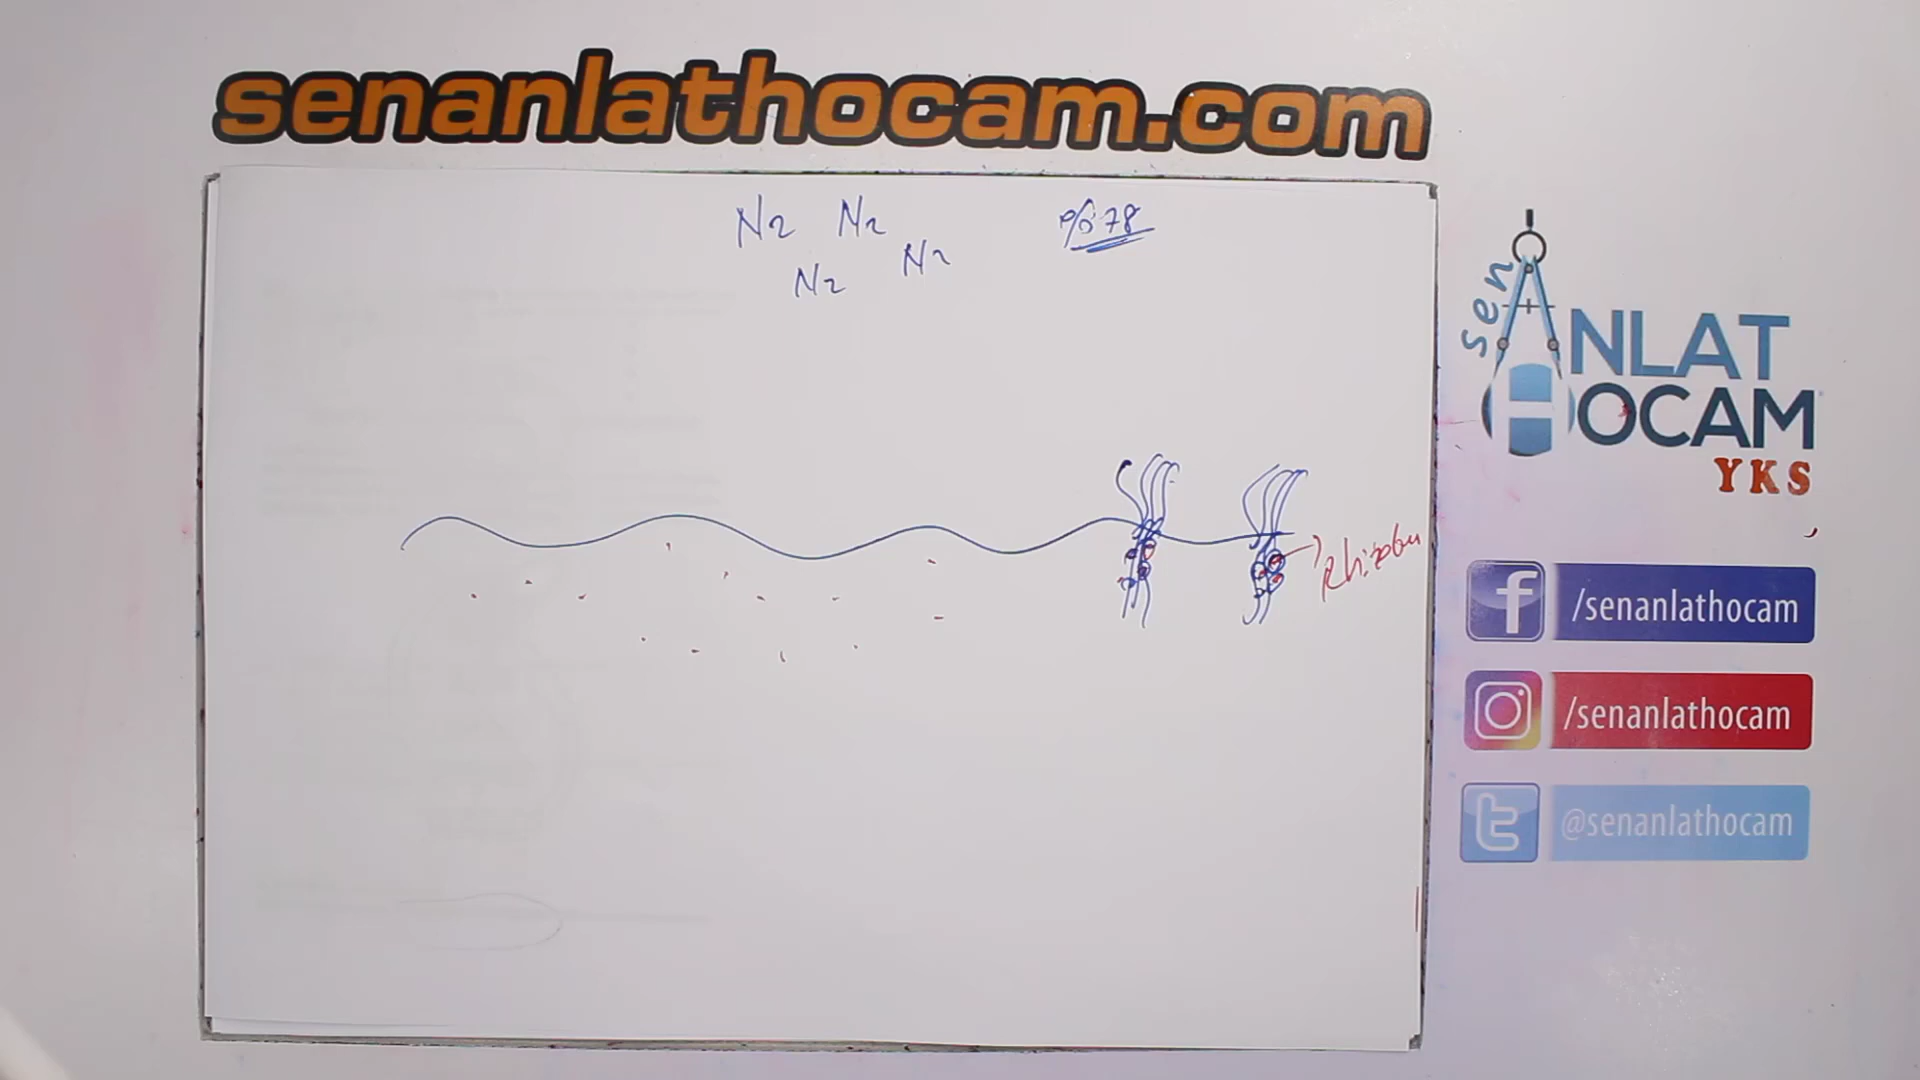 senanlathocam.com
N2 N2
N2 N2
%78
sen
ANLAT
HOCAM
YKS
Rhizobu
/senanlathocam
/senanlathocam
@senanlathocam